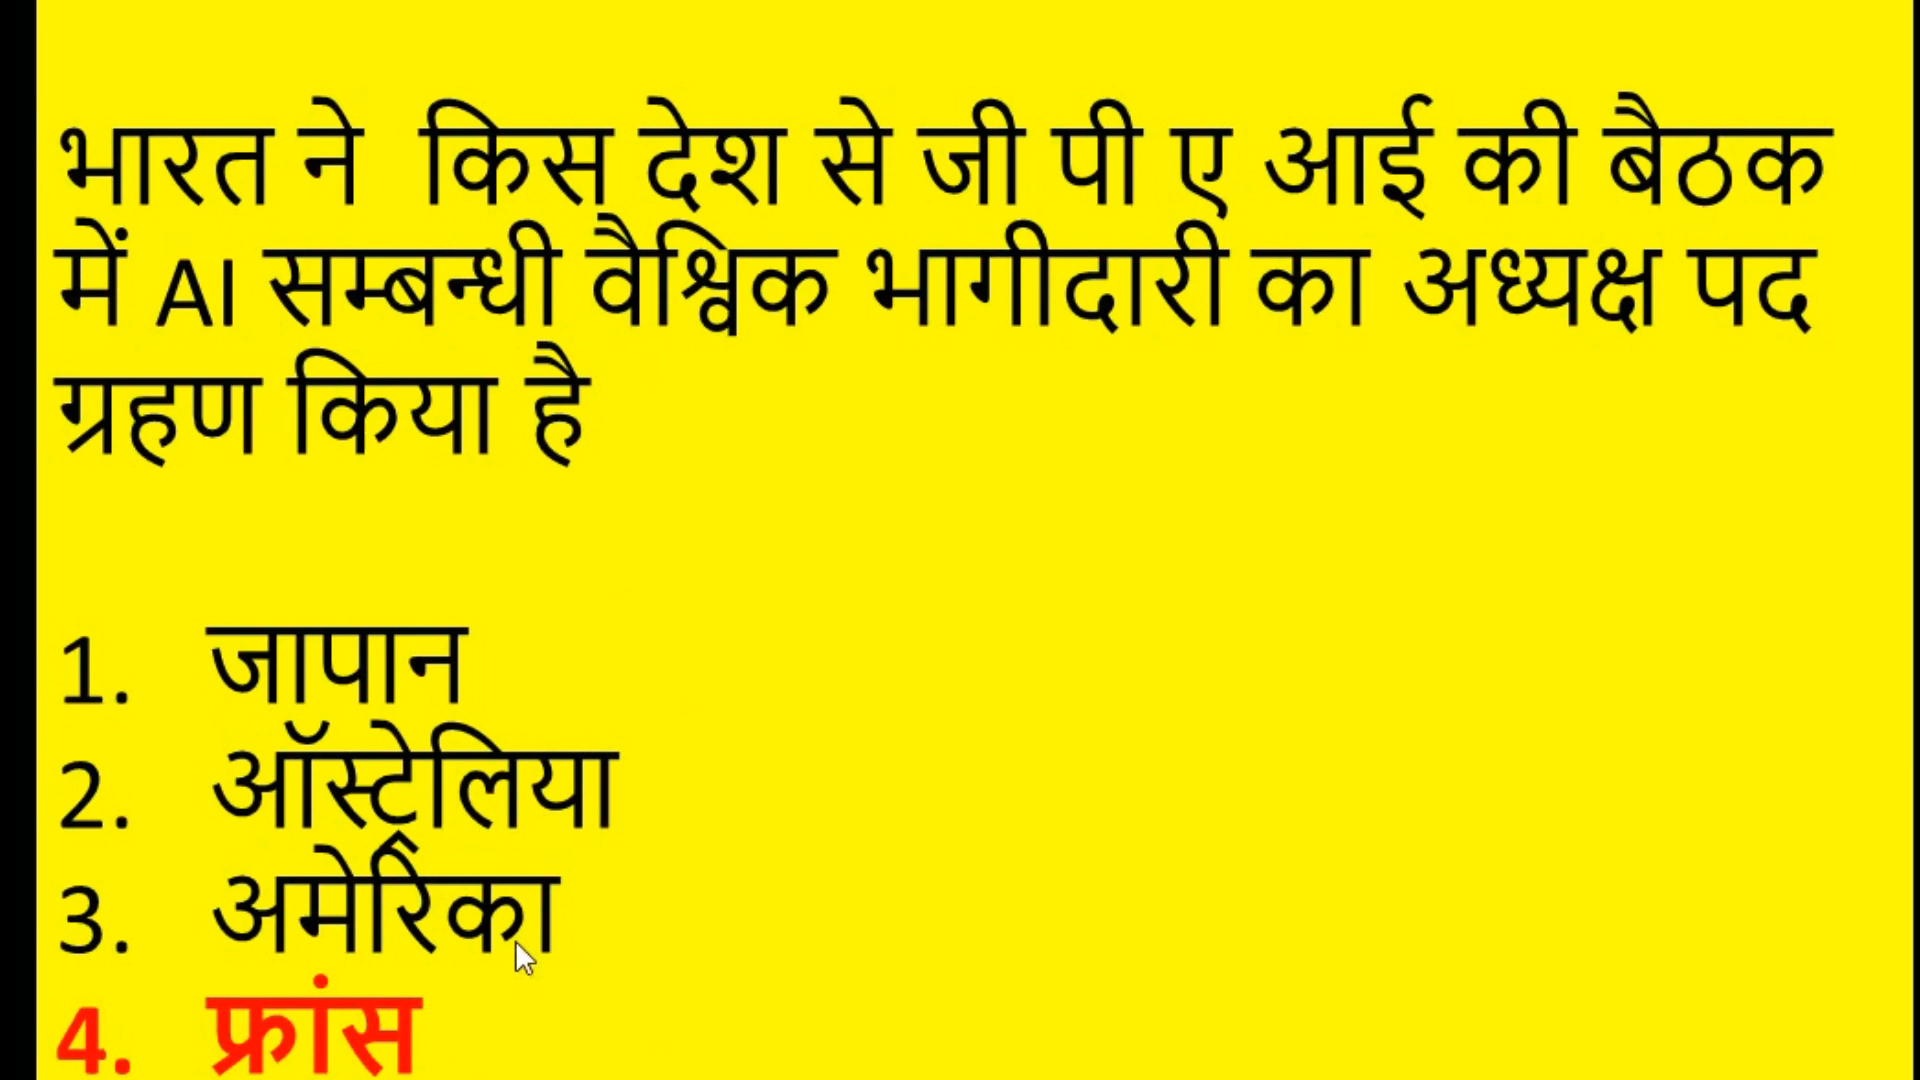 भारत ने किस देश से जी पी ए आई की बैठक
में AI सम्बन्धी वैश्विक भागीदारी का अध्यक्ष पद
ग्रहण किया है
1. जापान
2. ऑस्ट्रेलिया
3. अमेरिका
4. फ्रांस